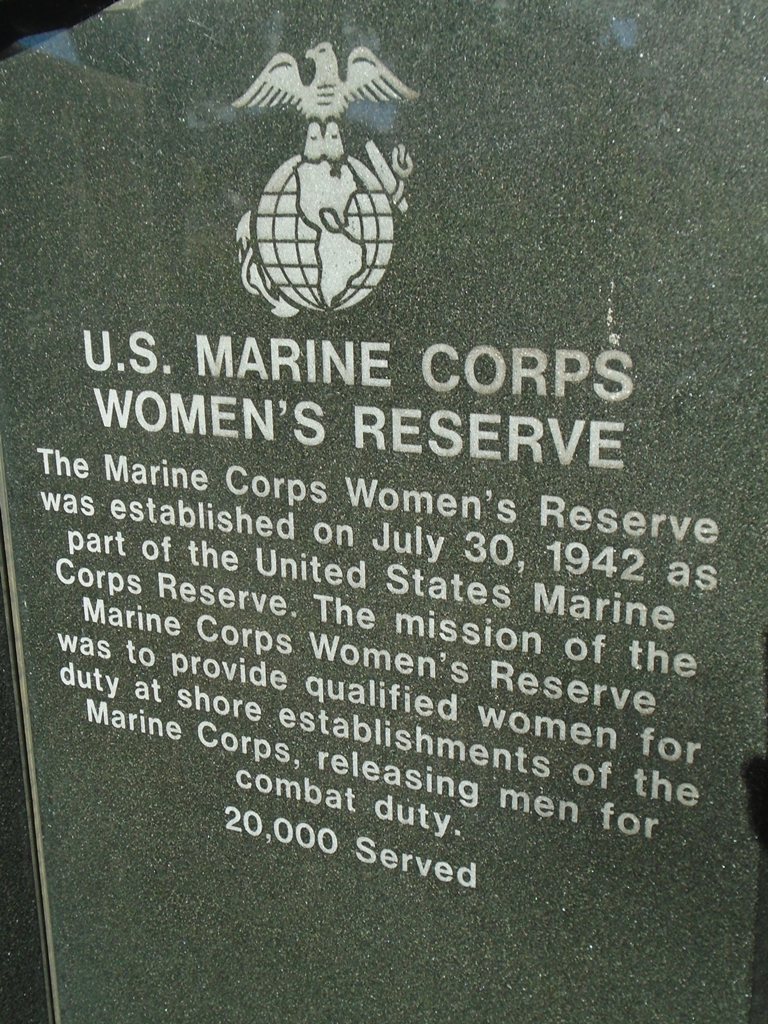 U.S. MARINE CORPS
WOMEN'S RESERVE
The Marine Corps Women's Reserve
was established on July 30, 1942 as
part of the United States Marine
Corps Reserve. The mission of the
Marine Corps Women's Reserve
was to provide qualified women for
duty at shore establishments of the
Marine Corps, releasing men for
combat duty.
20,000 Served